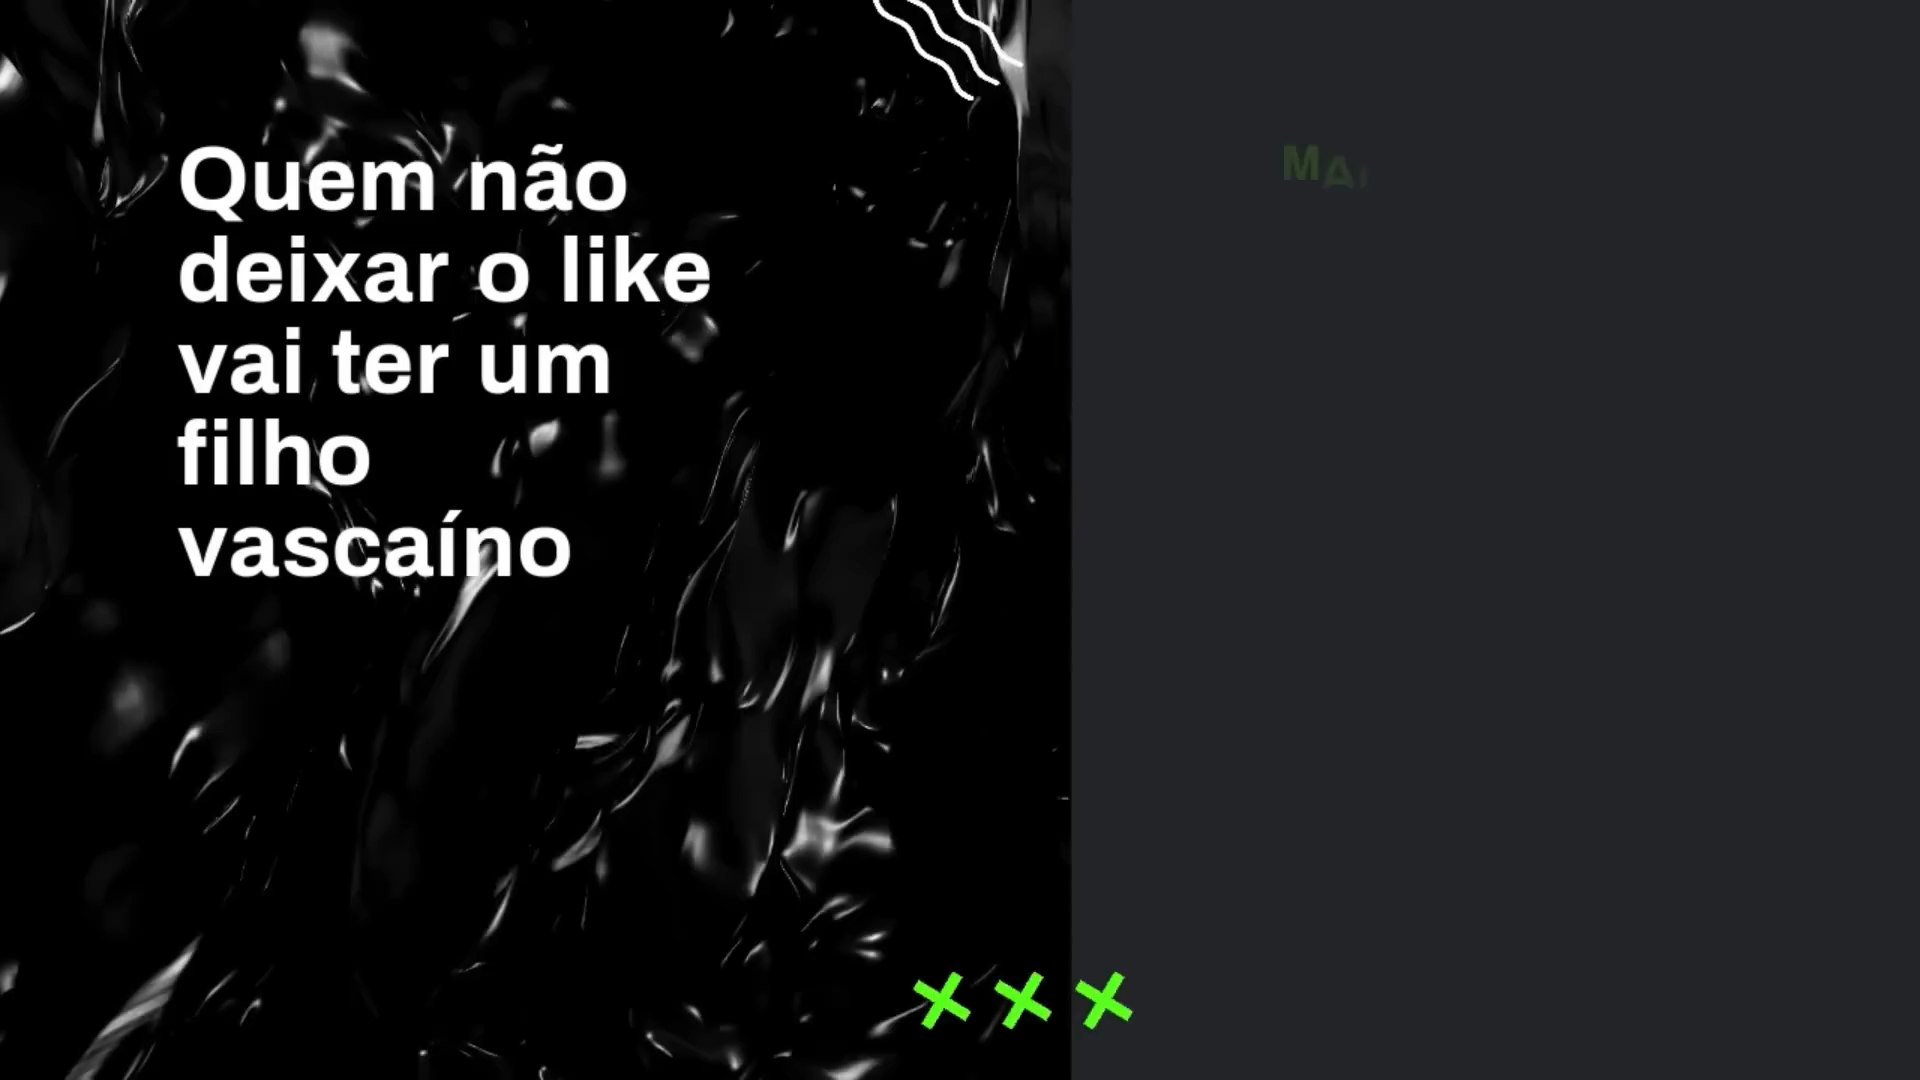 Quem não
deixar o like
vai ter um
filho
vascaíno